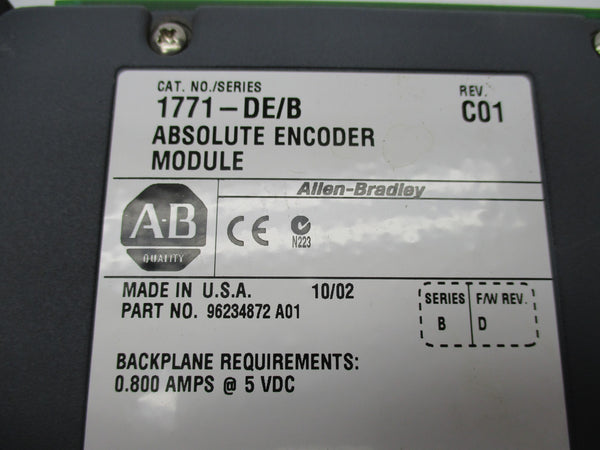 CAT. NO./SERIES
1771-DE/B
REV.
C01
ABSOLUTE ENCODER
MODULE
Allen-Bradley
A-B
QUALITY
CE
N223
MADE IN U.S.A. 10/02
PART NO. 96234872 A01
SERIES F/W REV.
B D
BACKPLANE REQUIREMENTS:
0.800 AMPS @ 5 VDC